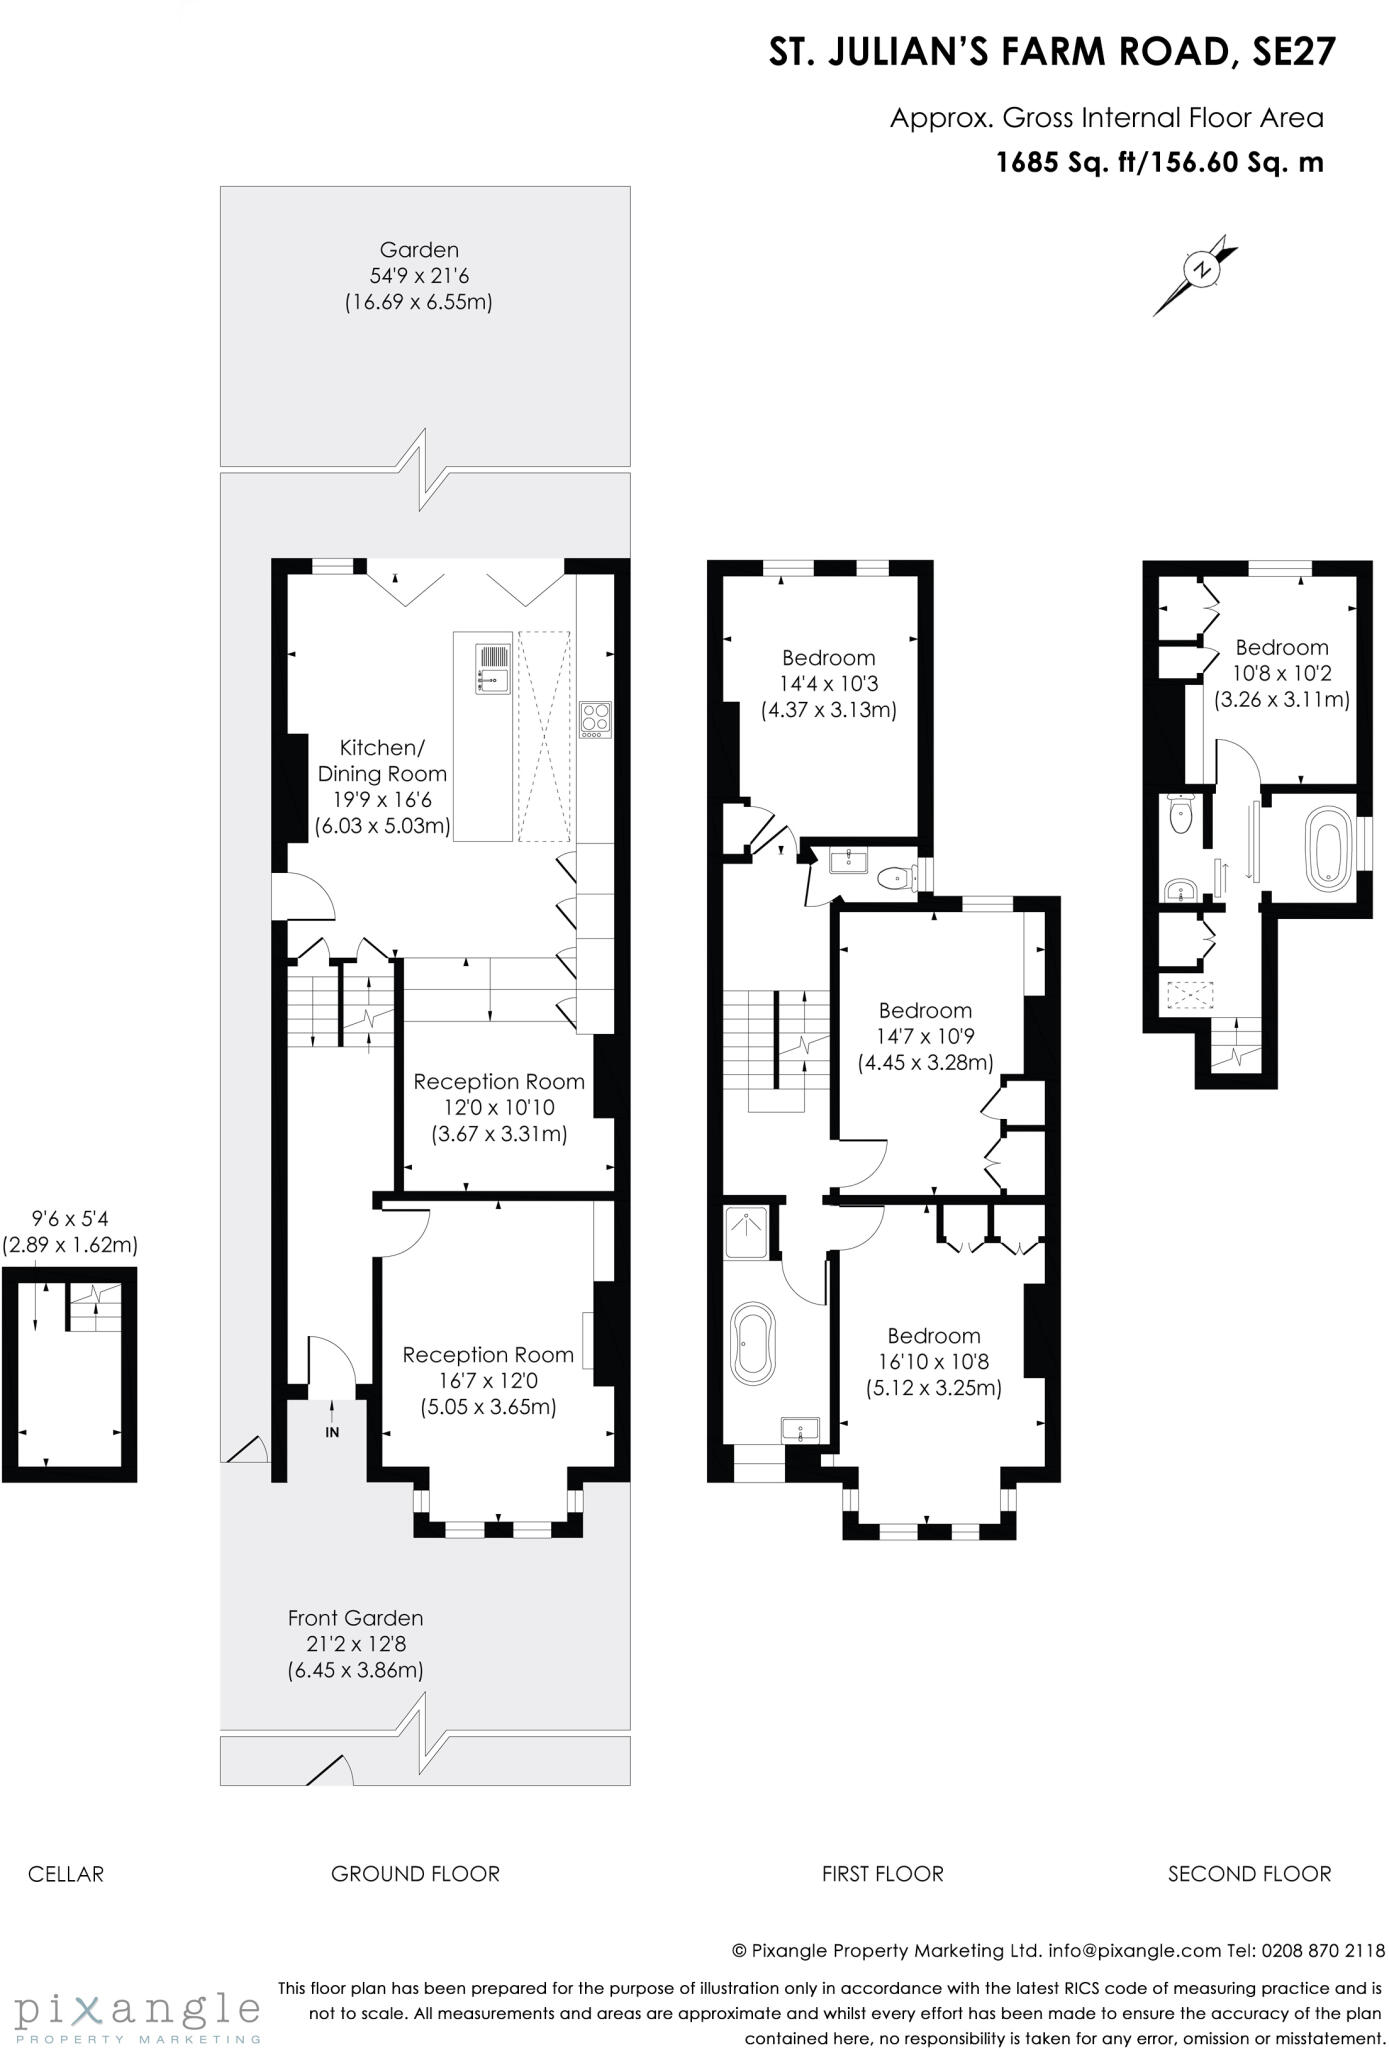 ST. JULIAN'S FARM ROAD, SE27
Approx. Gross Internal Floor Area
1685 Sq. ft/156.60 Sq. m
N
Garden
54'9 x 21'6
(16.69 x 6.55m)
Kitchen/
Dining Room
19'9 x 16'6
(6.03 x 5.03m)
Reception Room
12'0 x 10'10
(3.67 x 3.31m)
Reception Room
16'7 x 12'0
(5.05 x 3.65m)
IN
Front Garden
21'2 x 12'8
(6.45 x 3.86m)
9'6 x 5'4
(2.89 x 1.62m)
Bedroom
14'4 x 10'3
(4.37 x 3.13m)
Bedroom
14'7 x 10'9
(4.45 x 3.28m)
Bedroom
16'10 x 10'8
(5.12 x 3.25m)
Bedroom
10'8 x 10'2
(3.26 x 3.11m)
CELLAR
GROUND FLOOR
FIRST FLOOR
SECOND FLOOR
© Pixangle Property Marketing Ltd. info@pixangle.com Tel: 0208 870 2118
pixangle
PROPERTY MARKETING
This floor plan has been prepared for the purpose of illustration only in accordance with the latest RICS code of measuring practice and is
not to scale. All measurements and areas are approximate and whilst every effort has been made to ensure the accuracy of the plan
contained here, no responsibility is taken for any error, omission or misstatement.